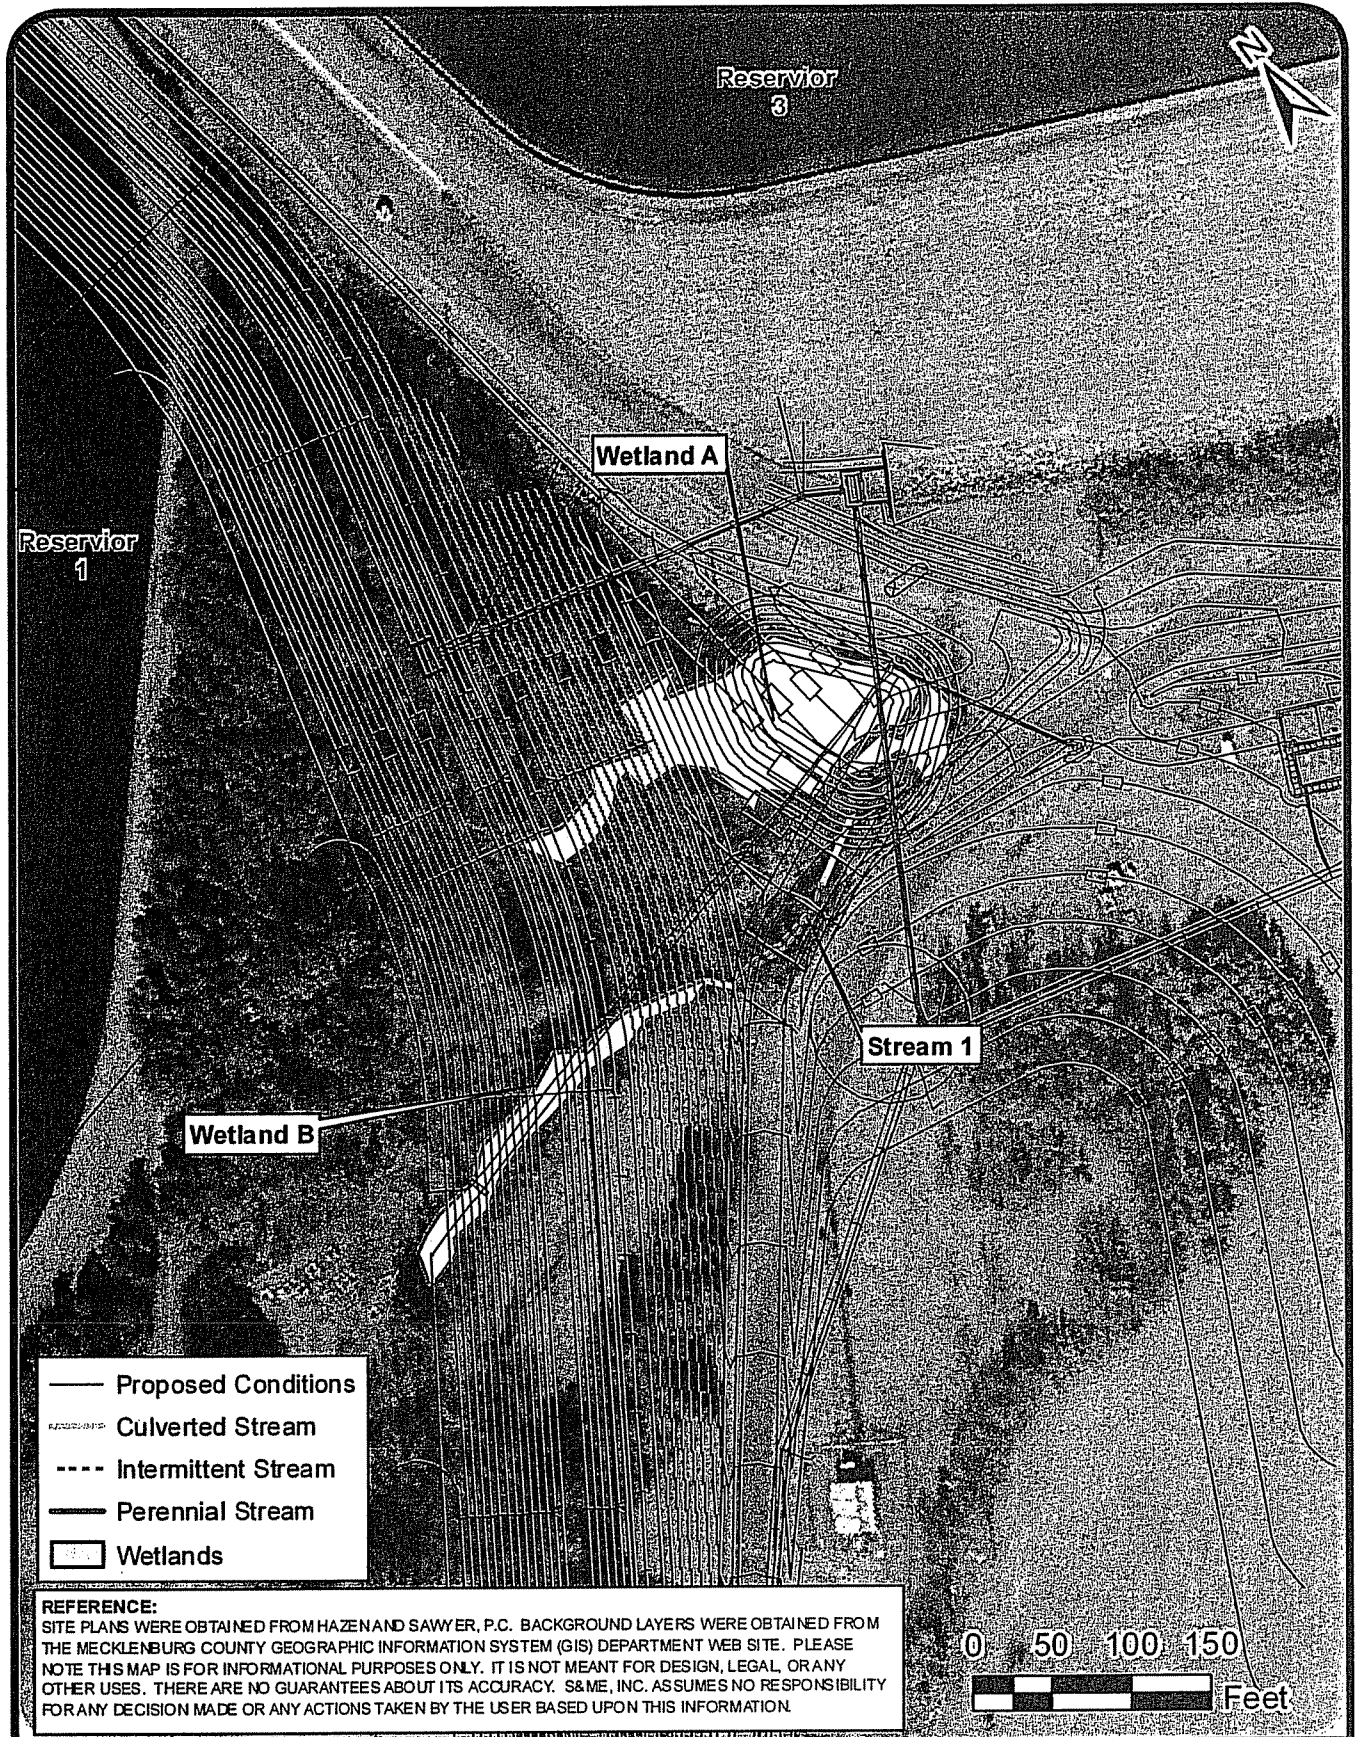 N
Reservior
3
Wetland A
Reservior
1
Stream 1
Wetland B
Proposed Conditions
Culverted Stream
Intermittent Stream
Perennial Stream
Wetlands
REFERENCE:
SITE PLANS WERE OBTAINED FROM HAZEN AND SAWYER, P.C. BACKGROUND LAYERS WERE OBTAINED FROM
THE MECKLENBURG COUNTY GEOGRAPHIC INFORMATION SYSTEM (GIS) DEPARTMENT WEB SITE. PLEASE
NOTE THIS MAP IS FOR INFORMATIONAL PURPOSES ONLY. IT IS NOT MEANT FOR DESIGN, LEGAL, OR ANY
OTHER USES. THERE ARE NO GUARANTEES ABOUT ITS ACCURACY. S&ME, INC. ASSUMES NO RESPONSIBILITY
FOR ANY DECISION MADE OR ANY ACTIONS TAKEN BY THE USER BASED UPON THIS INFORMATION.
0 50 100 150
Feet